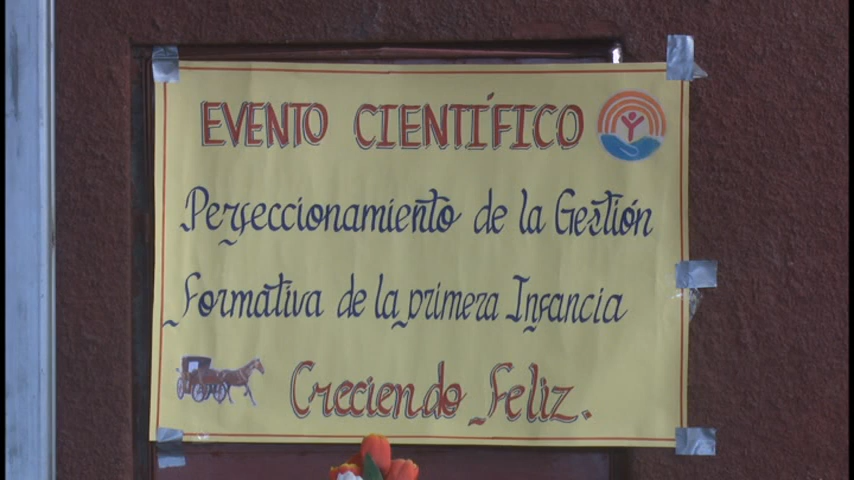 EVENTO CIENTÍFICO
Perfeccionamiento de la Gestión
Formativa de la primera Infancia
Creciendo Feliz.